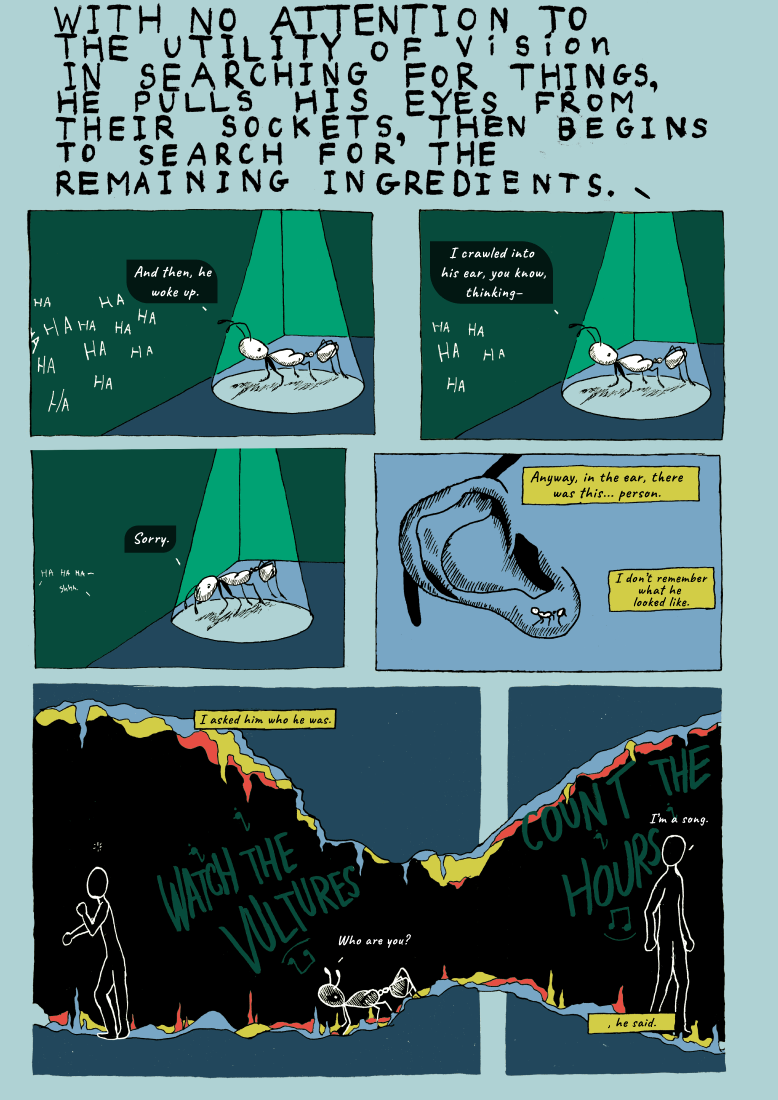 WITH NO ATTENTION TO
THE UTILITY OF Vision
IN SEARCHING FOR THINGS,
HE PULLS HIS EYES FROM
THEIR SOCKETS, THEN BEGINS
TO SEARCH FOR THE
REMAINING INGREDIENTS.
And then, he
woke up.
HA
HA
HA
HA
HA
HA
HA
HA
HA
HA
HA
HA
I crawled into
his ear, you know,
thinking–
HA
HA
HA
HA
HA
Sorry.
HA HA HA–
Shhh.
Anyway, in the ear, there
was this... person.
I don't remember
what he
looked like.
I asked him who he was.
WATCH THE
VULTURES
Who are you?
COUNT THE
HOURS
I'm a song.
, he said.